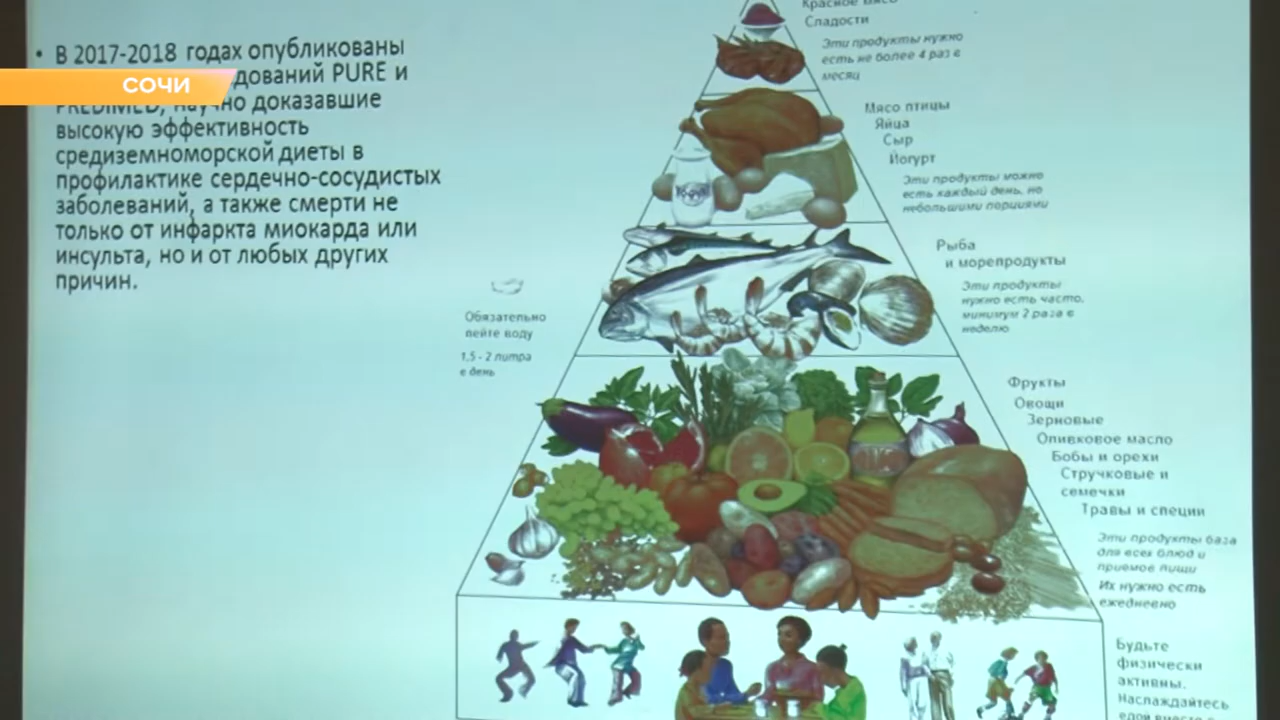 • В 2017-2018 годах опубликованы
дований PURE и
PREDIMED, научно доказавшие
высокую эффективность
средиземноморской диеты в
профилактике сердечно-сосудистых
заболеваний, а также смерти не
только от инфаркта миокарда или
инсульта, но и от любых других
причин.
СОЧИ
Обязательно
пейте воду
1,5 - 2 литра
в день
Красное мясо
Сладости
Эти продукты нужно
есть не более 4 раз в
месяц
Мясо птицы
Яйца
Сыр
Йогурт
Эти продукты можно
есть каждый день, но
небольшими порциями
Рыба
и морепродукты
Эти продукты
нужно есть часто,
минимум 2 раза в
неделю
Фрукты
Овощи
Зерновые
Оливковое масло
Бобы и орехи
Стручковые и
семечки
Травы и специи
Эти продукты база
для всех блюд и
приемов пищи
Их нужно есть
ежедневно
Будьте
физически
активны.
Наслаждайтесь
едой вместе с